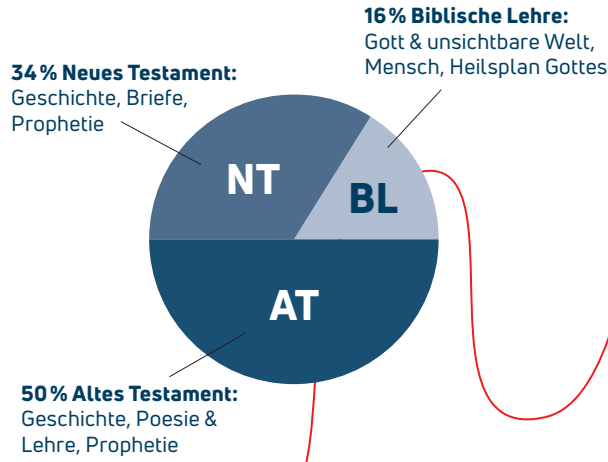 16 % Biblische Lehre:
Gott & unsichtbare Welt,
Mensch, Heilsplan Gottes
34 % Neues Testament:
Geschichte, Briefe,
Prophetie
NT
BL
AT
50 % Altes Testament:
Geschichte, Poesie &
Lehre, Prophetie